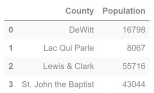 County Population
0 DeWitt 16798
1 Lac Qui Parle 8067
2 Lewis & Clark 55716
3 St. John the Baptist 43044